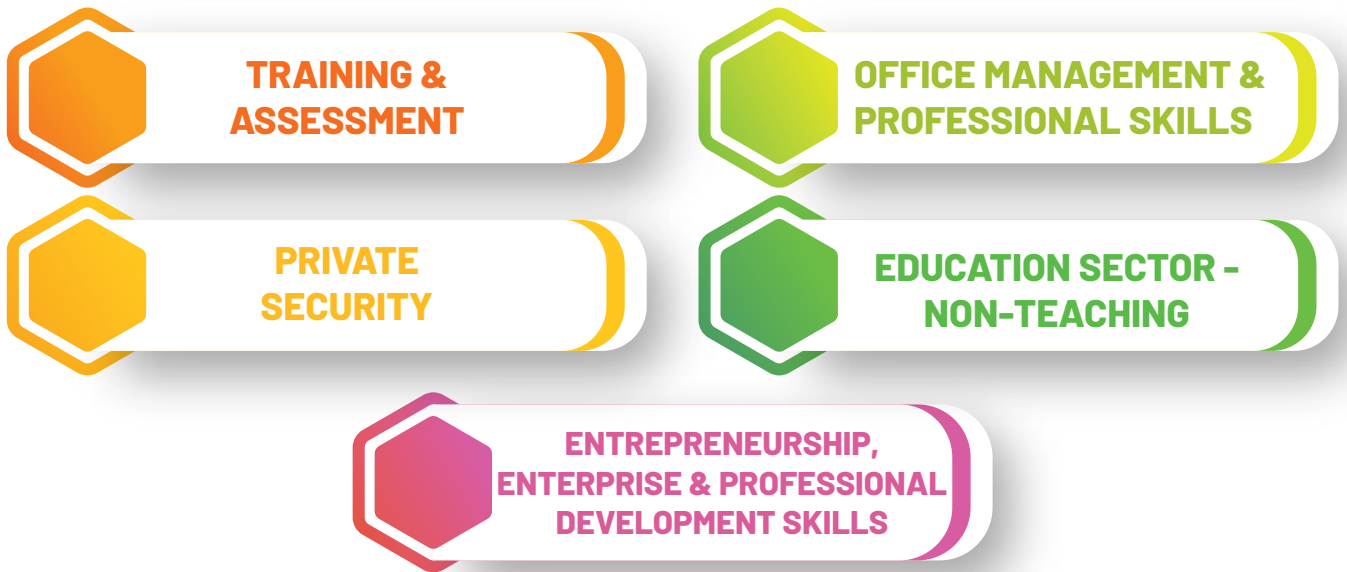 TRAINING &
ASSESSMENT
OFFICE MANAGEMENT &
PROFESSIONAL SKILLS
PRIVATE
SECURITY
EDUCATION SECTOR -
NON-TEACHING
ENTREPRENEURSHIP,
ENTERPRISE & PROFESSIONAL
DEVELOPMENT SKILLS